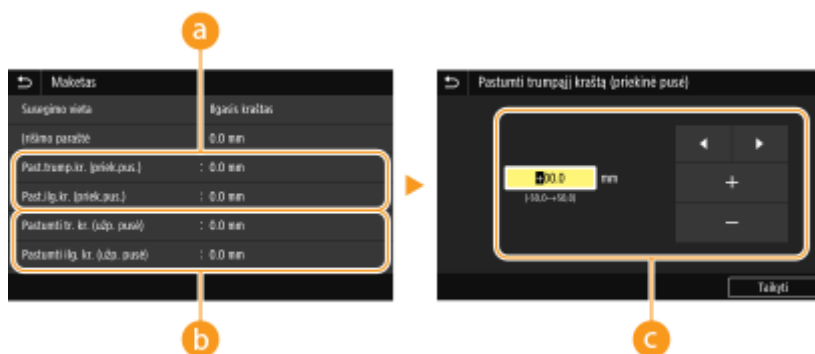 a
Maketas
Susegimo vieta : Ilgasis kraštas
Įrišimo paraštė : 0.0 mm
Past.trump.kr. (priek.pus.) : 0.0 mm
Past.ilg.kr. (priek.pus.) : 0.0 mm
Pastumti tr. kr. (užp. pusė) : 0.0 mm
Pastumti ilg. kr. (užp. pusė) : 0.0 mm
b
Pastumti trumpąjį kraštą (priekinė pusė)
+00.0 mm
(-50,0~+50,0)
+
−
Taikyti
c